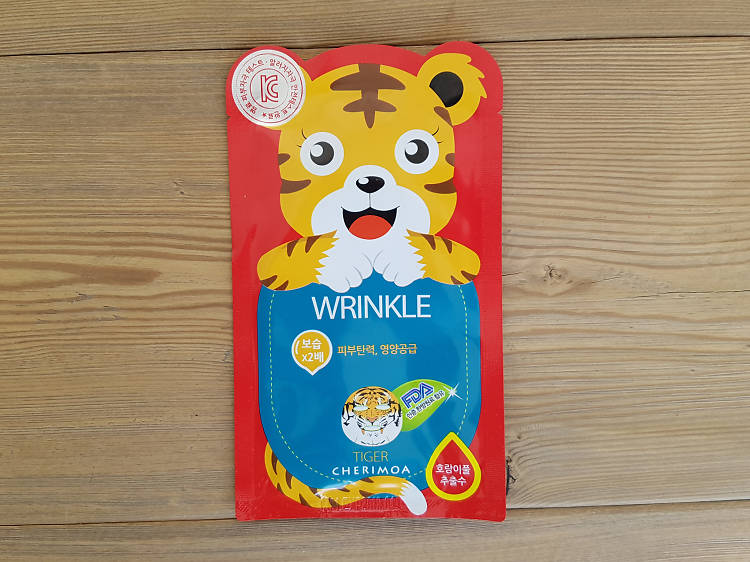 KC
WRINKLE
보습
x2배
피부탄력, 영양공급
FDA
TIGER
CHERIMOA
호랑이풀
추출수